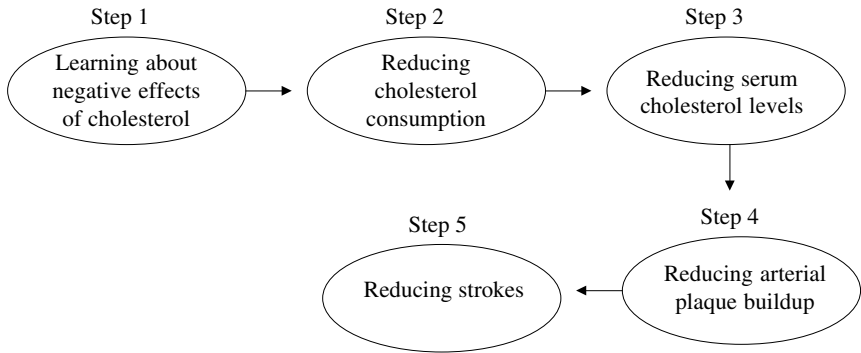 Step 1
Learning about
negative effects
of cholesterol
Step 2
Reducing
cholesterol
consumption
Step 3
Reducing serum
cholesterol levels
Step 4
Reducing arterial
plaque buildup
Step 5
Reducing strokes